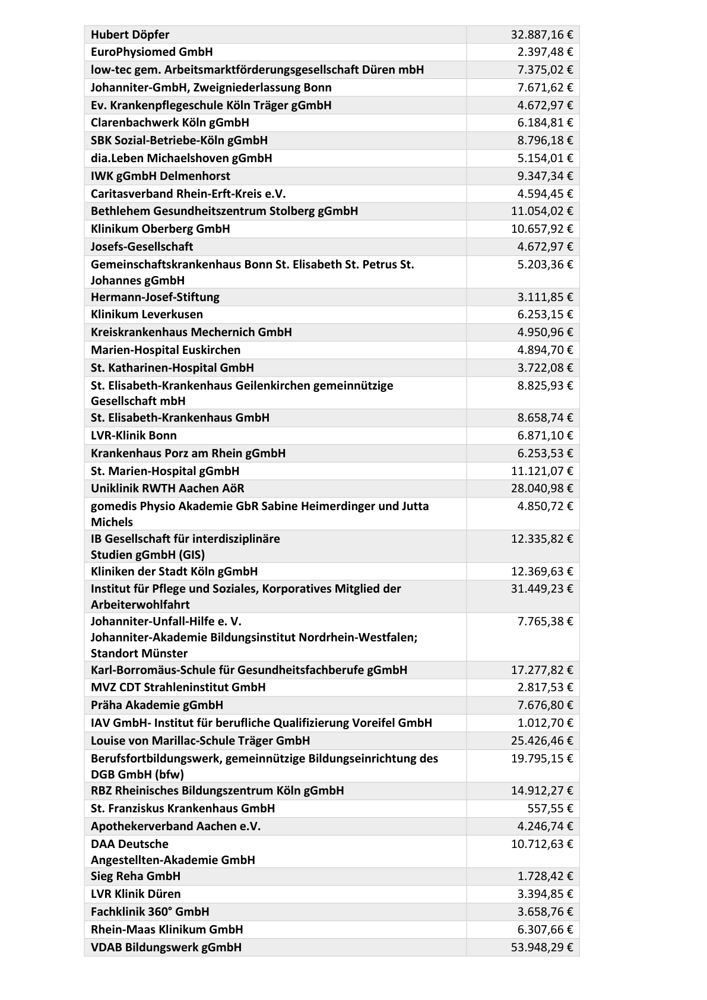 Hubert Döpfer 32.887,16 €
EuroPhysiomed GmbH 2.397,48 €
low-tec gem. Arbeitsmarktförderungsgesellschaft Düren mbH 7.375,02 €
Johanniter-GmbH, Zweigniederlassung Bonn 7.671,62 €
Ev. Krankenpflegeschule Köln Träger gGmbH 4.672,97 €
Clarenbachwerk Köln gGmbH 6.184,81 €
SBK Sozial-Betriebe-Köln gGmbH 8.796,18 €
dia.Leben Michaelshoven gGmbH 5.154,01 €
IWK gGmbH Delmenhorst 9.347,34 €
Caritasverband Rhein-Erft-Kreis e.V. 4.594,45 €
Bethlehem Gesundheitszentrum Stolberg gGmbH 11.054,02 €
Klinikum Oberberg GmbH 10.657,92 €
Josefs-Gesellschaft 4.672,97 €
Gemeinschaftskrankenhaus Bonn St. Elisabeth St. Petrus St. 5.203,36 €
Johannes gGmbH
Hermann-Josef-Stiftung 3.111,85 €
Klinikum Leverkusen 6.253,15 €
Kreiskrankenhaus Mechernich GmbH 4.950,96 €
Marien-Hospital Euskirchen 4.894,70 €
St. Katharinen-Hospital GmbH 3.722,08 €
St. Elisabeth-Krankenhaus Geilenkirchen gemeinnützige 8.825,93 €
Gesellschaft mbH
St. Elisabeth-Krankenhaus GmbH 8.658,74 €
LVR-Klinik Bonn 6.871,10 €
Krankenhaus Porz am Rhein gGmbH 6.253,53 €
St. Marien-Hospital gGmbH 11.121,07 €
Uniklinik RWTH Aachen AöR 28.040,98 €
gomedis Physio Akademie GbR Sabine Heimerdinger und Jutta 4.850,72 €
Michels
IB Gesellschaft für interdisziplinäre 12.335,82 €
Studien gGmbH (GIS)
Kliniken der Stadt Köln gGmbH 12.369,63 €
Institut für Pflege und Soziales, Korporatives Mitglied der 31.449,23 €
Arbeiterwohlfahrt
Johanniter-Unfall-Hilfe e. V. 7.765,38 €
Johanniter-Akademie Bildungsinstitut Nordrhein-Westfalen;
Standort Münster
Karl-Borromäus-Schule für Gesundheitsfachberufe gGmbH 17.277,82 €
MVZ CDT Strahleninstitut GmbH 2.817,53 €
Präha Akademie gGmbH 7.676,80 €
IAV GmbH- Institut für berufliche Qualifizierung Voreifel GmbH 1.012,70 €
Louise von Marillac-Schule Träger GmbH 25.426,46 €
Berufsfortbildungswerk, gemeinnützige Bildungseinrichtung des 19.795,15 €
DGB GmbH (bfw)
RBZ Rheinisches Bildungszentrum Köln gGmbH 14.912,27 €
St. Franziskus Krankenhaus GmbH 557,55 €
Apothekerverband Aachen e.V. 4.246,74 €
DAA Deutsche 10.712,63 €
Angestellten-Akademie GmbH
Sieg Reha GmbH 1.728,42 €
LVR Klinik Düren 3.394,85 €
Fachklinik 360° GmbH 3.658,76 €
Rhein-Maas Klinikum GmbH 6.307,66 €
VDAB Bildungswerk gGmbH 53.948,29 €